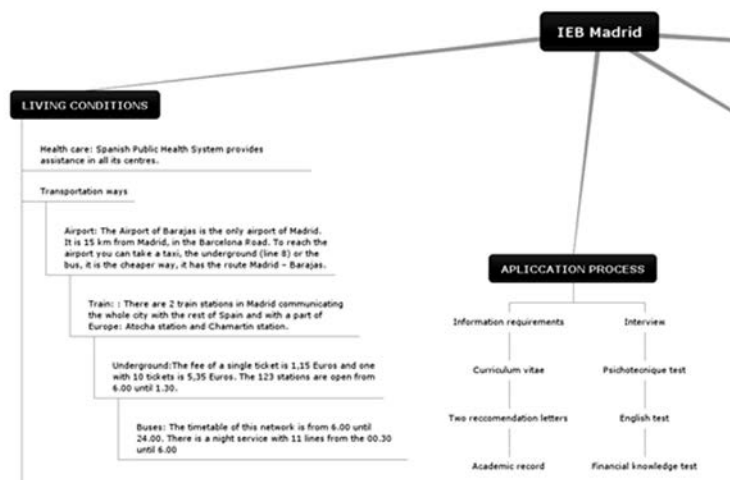 IEB Madrid
LIVING CONDITIONS
Health care: Spanish Public Health System provides
assistance in all its centres.
Transportation ways
Airport: The Airport of Barajas is the only airport of Madrid.
It is 15 km from Madrid, in the Barcelona Road. To reach the
airport you can take a taxi, the underground (line 8) or the
bus, it is the cheaper way, it has the route Madrid – Barajas.
Train: : There are 2 train stations in Madrid communicating
the whole city with the rest of Spain and with a part of
Europe: Atocha station and Chamartin station.
Underground:The fee of a single ticket is 1,15 Euros and one
with 10 tickets is 5,35 Euros. The 123 stations are open from
6.00 until 1.30.
Buses: The timetable of this network is from 6.00 until
24.00. There is a night service with 11 lines from the 00.30
until 6.00
APLICCATION PROCESS
Information requirements
Curriculum vitae
Two reccomendation letters
Academic record
Interview
Psichotecnique test
English test
Financial knowledge test